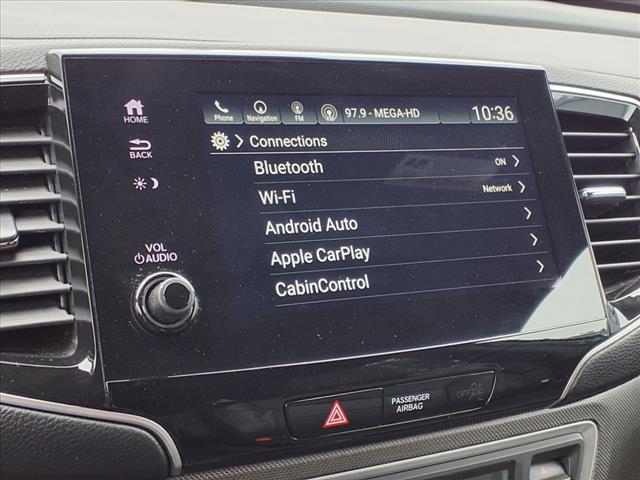 HOME
BACK
VOL
AUDIO
Phone Navigation FM 97.9 - MEGA-HD 10:36
Connections
Bluetooth ON
Wi-Fi Network
Android Auto
Apple CarPlay
CabinControl
PASSENGER
AIRBAG
OFF